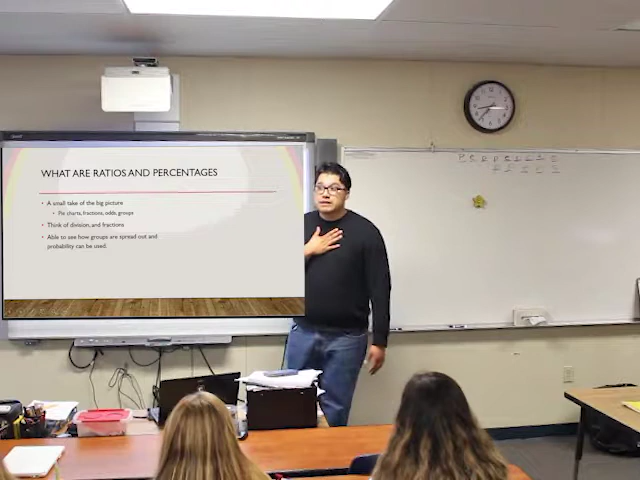 WHAT ARE RATIOS AND PERCENTAGES
• A small take of the big picture
• Pie charts, fractions, odds, groups
• Think of division, and fractions
• Able to see how groups are spread out and
probability can be used.